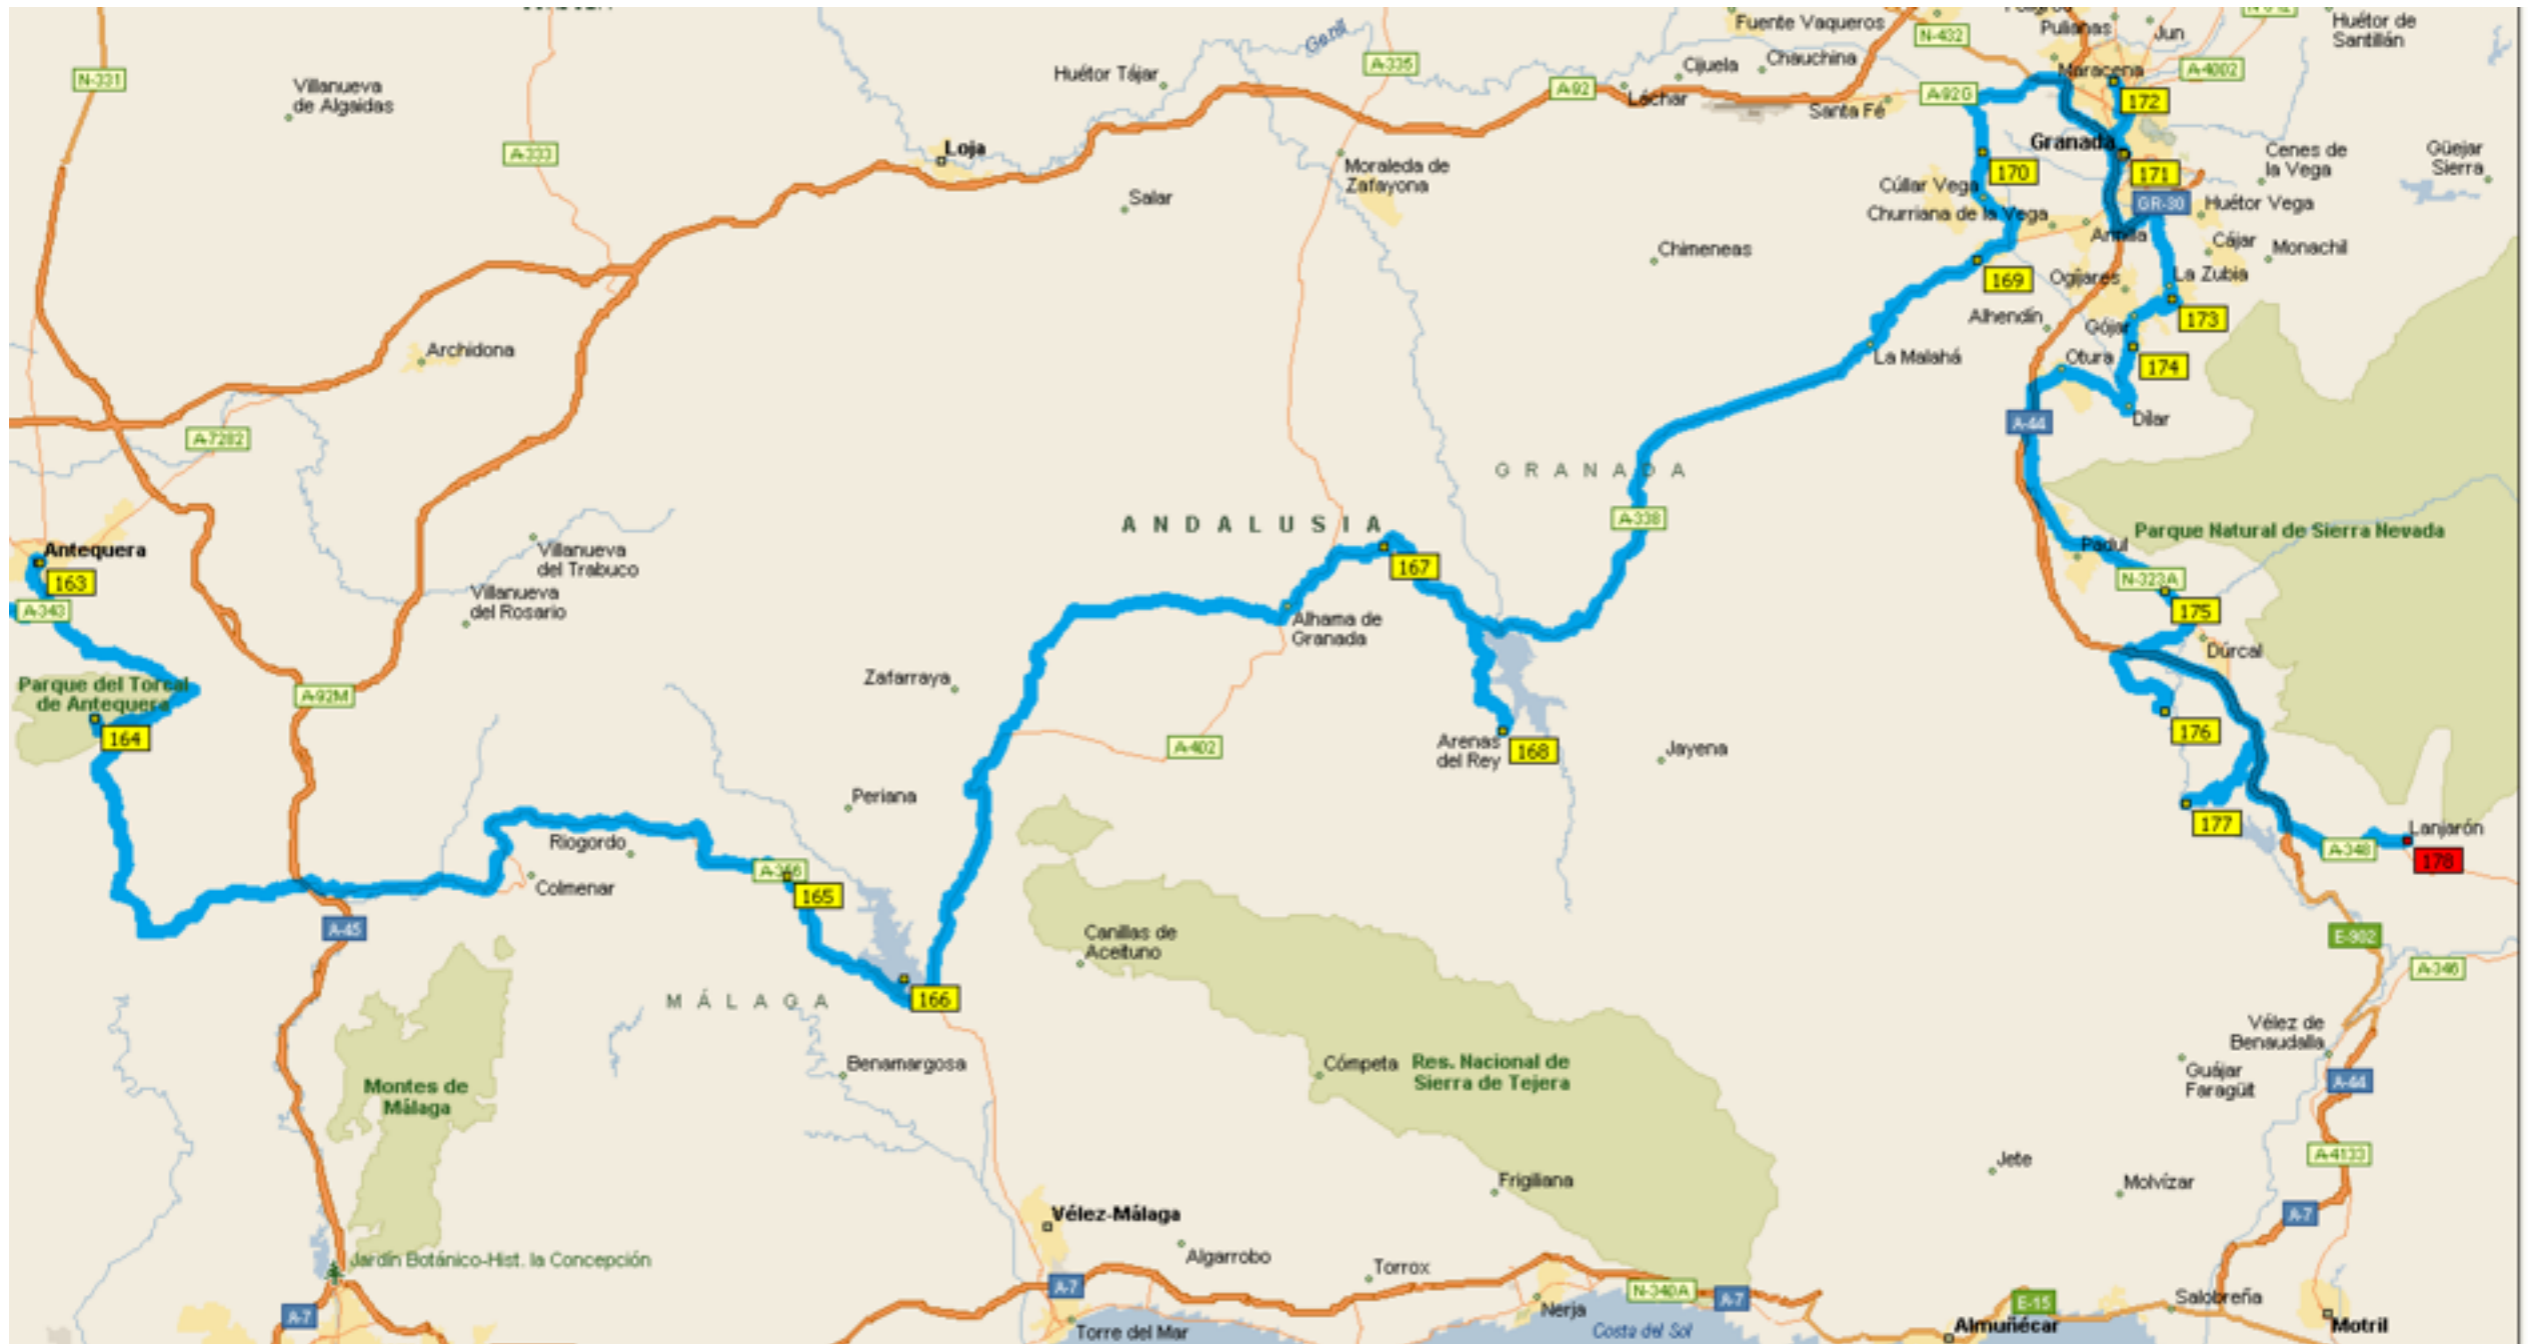 Fuente Vaqueros
Huétor de
Santillán
N-432
Pulianas
Jun
Genil
N-331
Villanueva
de Algaidas
Huétor Tájar
A-335
Cijuela
Chauchina
Maracena
A-4002
A-92
Láchar
Santa Fé
A-92G
172
A-333
Loja
Granada
Cenes de
la Vega
Güejar
Sierra
Moraleda de
Zafayona
170
171
Cúllar Vega
Salar
Churriana de la Vega
GR-30
Huétor Vega
Armilla
Cájar
Monachil
Chimeneas
169
Ogíjares
La Zubia
Alhendín
Gójar
173
Archidona
La Malahá
Otura
174
A-7282
A-44
Dílar
GRANADA
ANDALUSIA
A-338
Parque Natural de Sierra Nevada
Antequera
Villanueva
del Trabuco
Padul
163
167
N-323A
A-343
Villanueva
del Rosario
175
Alhama de
Granada
Dúrcal
Parque del Torcal
de Antequera
A-92M
Zafarraya
164
A-402
Arenas
del Rey
168
Jayena
176
Periana
177
Riogordo
Lanjarón
A-348
178
A-356
Colmenar
165
A-45
Canillas de
Aceituno
E-902
A-346
MÁLAGA
166
Vélez de
Benaudalla
Benamargosa
Cómpeta
Res. Nacional de
Sierra de Tejera
Guájar
Faragüit
A-44
Montes de
Málaga
Jete
A-4133
Frigiliana
Molvízar
Vélez-Málaga
A-7
Algarrobo
Jardín Botánico-Hist. la Concepción
Torrox
A-7
N-340A
A-7
Salobreña
A-7
Nerja
E-15
Torre del Mar
Costa del Sol
Almuñécar
Motril